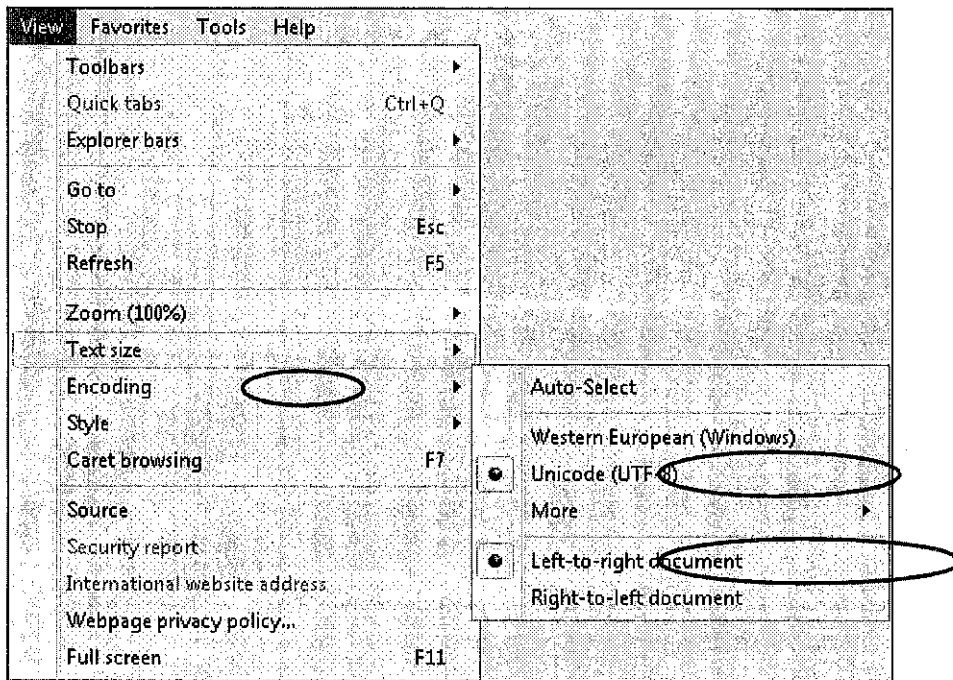 View Favorites Tools Help
Toolbars
Quick tabs Ctrl+Q
Explorer bars
Go to
Stop Esc
Refresh F5
Zoom (100%)
Text size
Encoding
Style
Caret browsing F7
Source
Security report
International website address
Webpage privacy policy...
Full screen F11
Auto-Select
Western European (Windows)
Unicode (UTF-8)
More
Left-to-right document
Right-to-left document